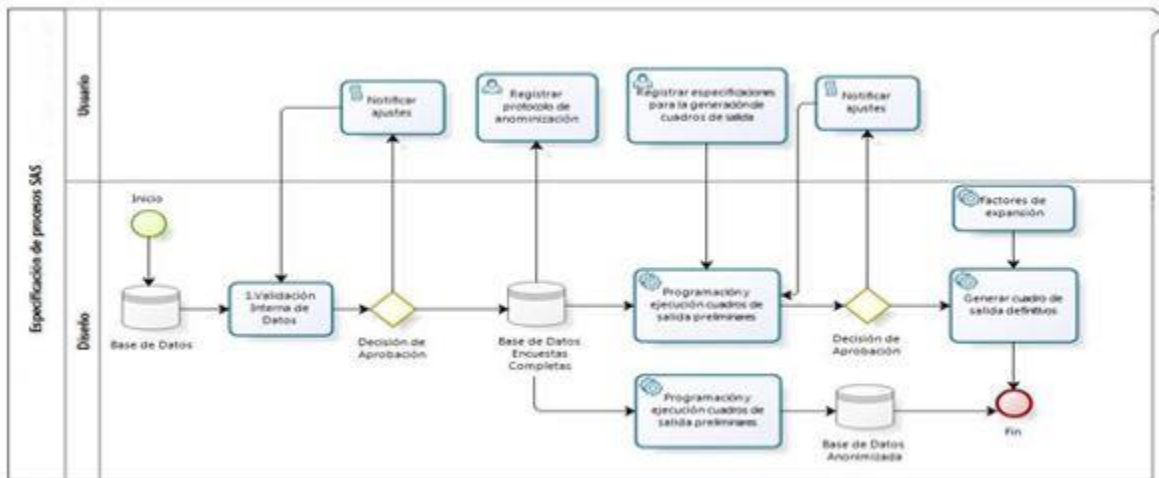 Especificación de procesos SAS
Usuario
Notificar
ajustes
Registrar
protocolo de
anominización
Registrar especificaciones
para la generación de
cuadros de salida
Notificar
ajustes
Diseño
Inicio
Base de Datos
1.Validación
Interna de
Datos
Decisión de
Aprobación
Base de Datos
Encuestas
Completas
Programación y
ejecución cuadros de
salida preliminares
Decisión de
Aprobación
Factores de
expansión
Generar cuadro de
salida definitivos
Programación y
ejecución cuadros de
salida preliminares
Base de Datos
Anonimizada
Fin